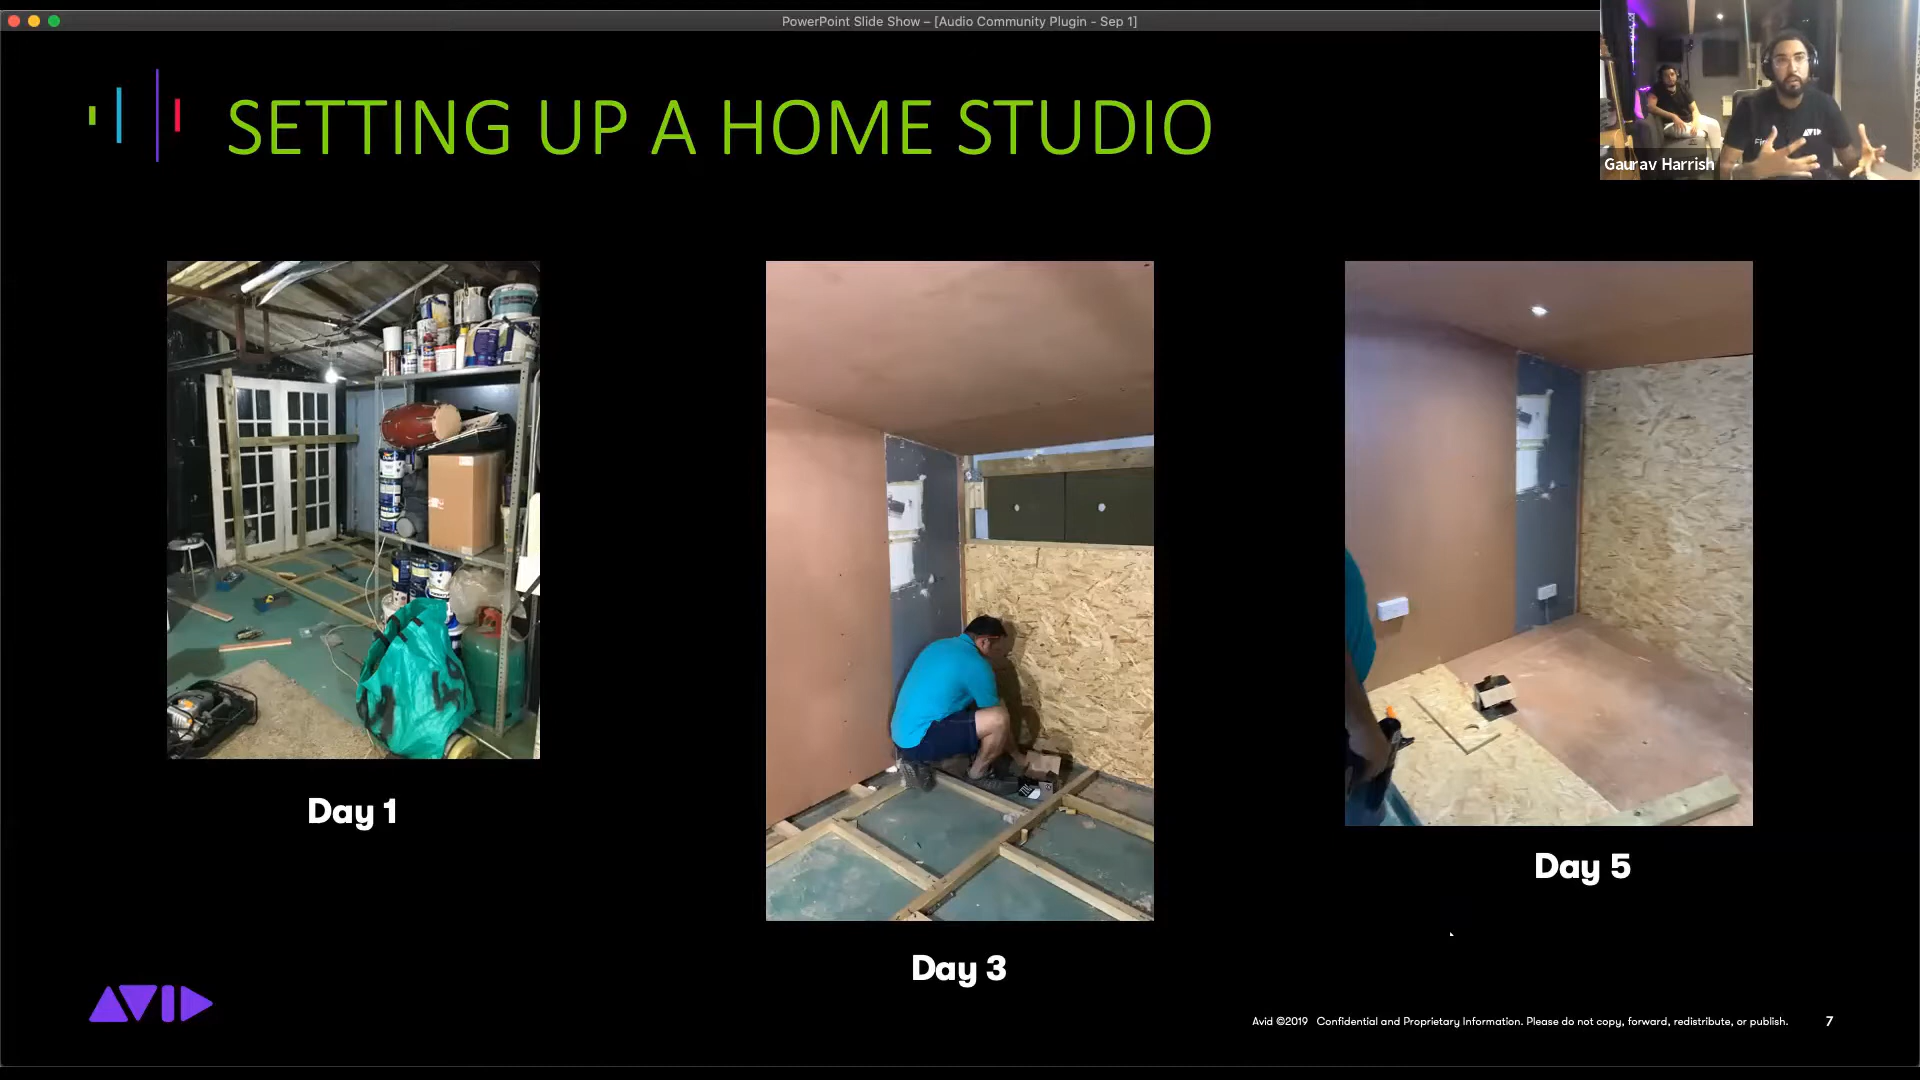 PowerPoint Slide Show – [Audio Community Plugin - Sep 1]
SETTING UP A HOME STUDIO
AVID
Gaurav Harrish
Day 1
Day 3
Day 5
AVID
Avid ©2019 Confidential and Proprietary Information. Please do not copy, forward, redistribute, or publish. 7